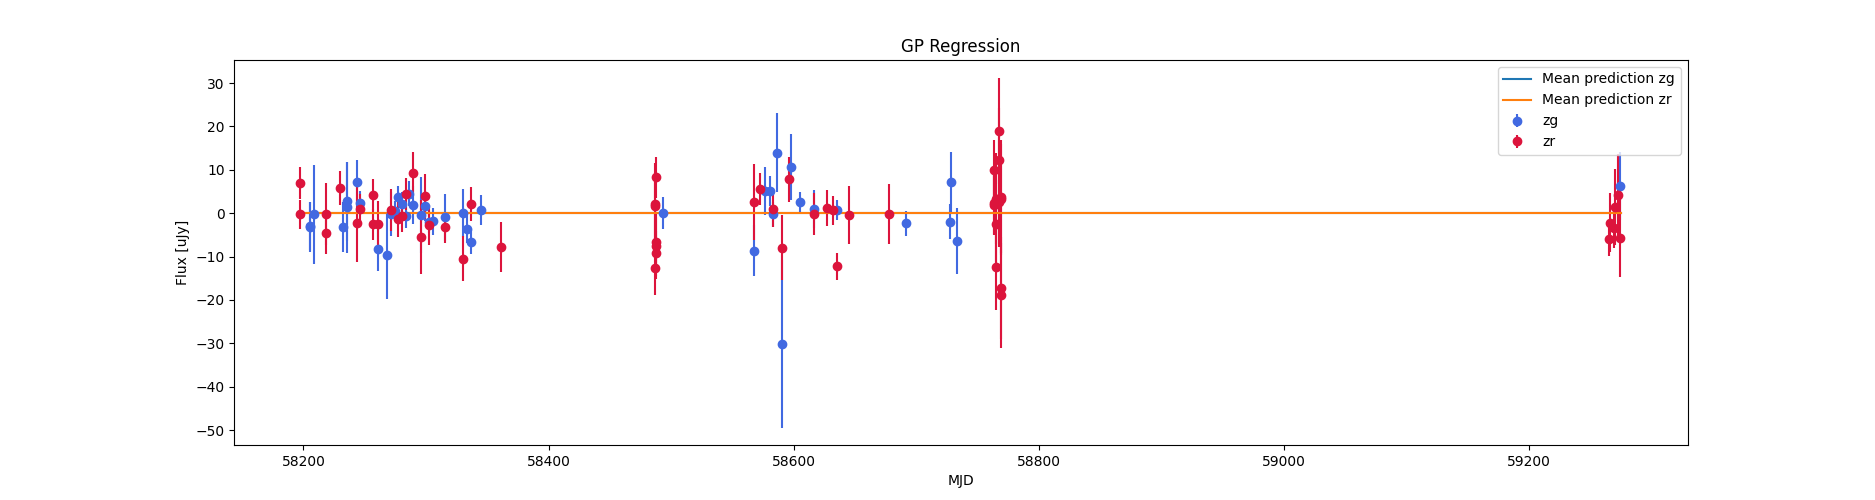 GP Regression
Flux [uJy]
30
20
10
0
−10
−20
−30
−40
−50
58200
58400
58600
58800
59000
59200
MJD
Mean prediction zg
Mean prediction zr
zg
zr